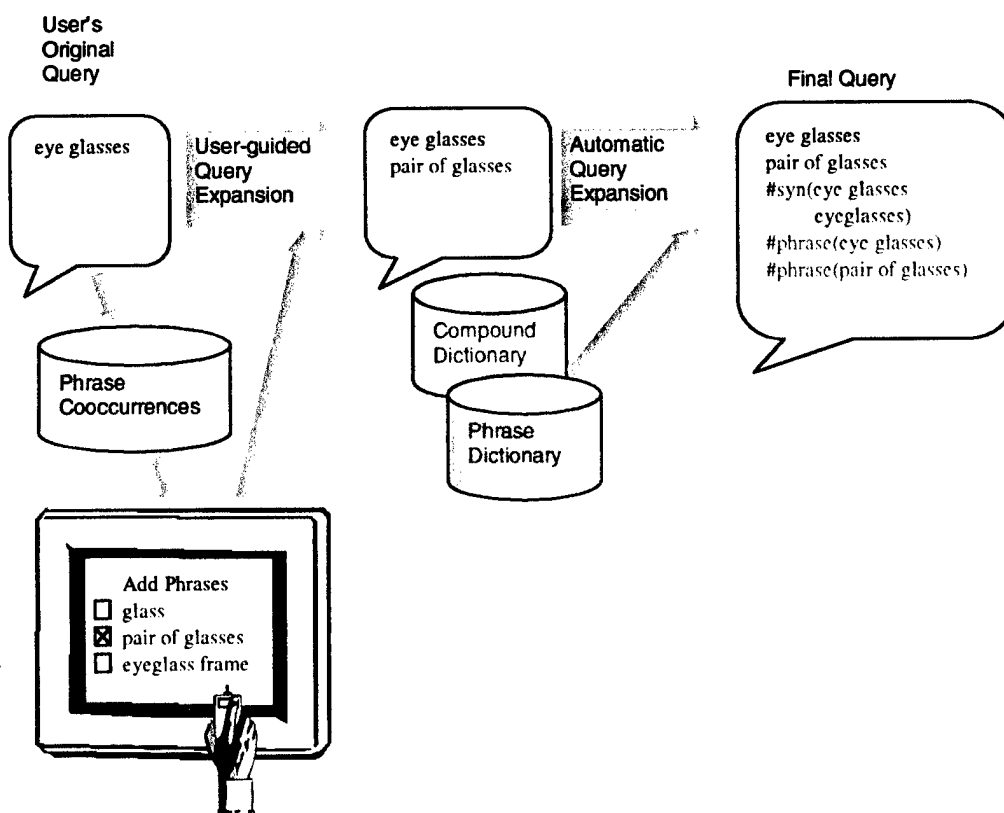 User's
Original
Query
eye glasses
User-guided
Query
Expansion
Phrase
Cooccurrences
Add Phrases
glass
pair of glasses
eyeglass frame
eye glasses
pair of glasses
Automatic
Query
Expansion
Compound
Dictionary
Phrase
Dictionary
Final Query
eye glasses
pair of glasses
#syn(eye glasses
eyeglasses)
#phrase(eye glasses)
#phrase(pair of glasses)